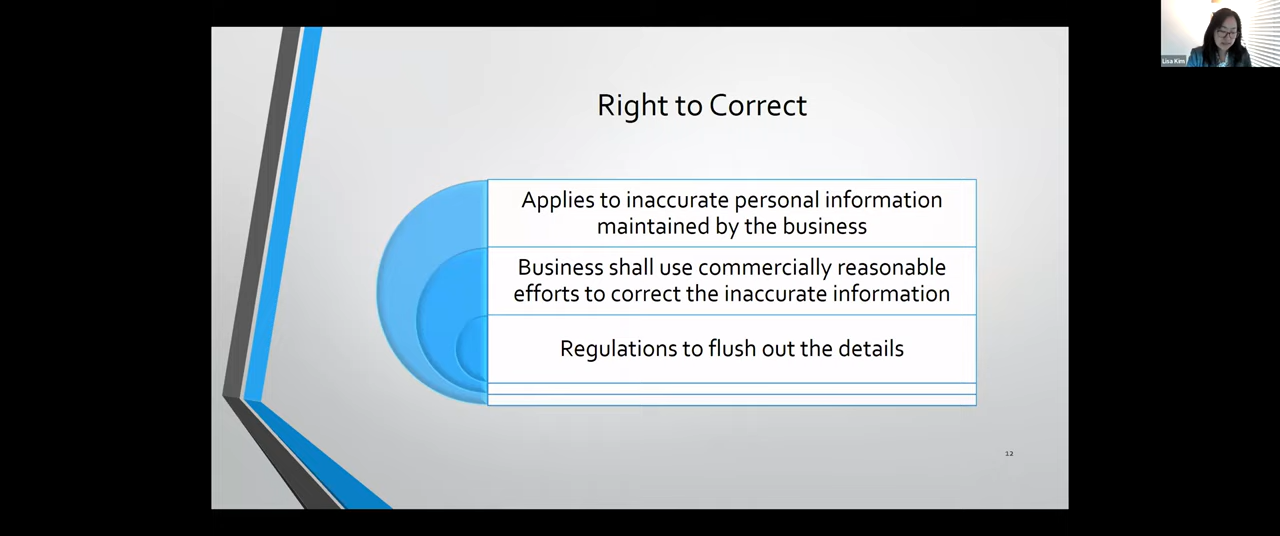 Lisa Kim
Right to Correct
Applies to inaccurate personal information
maintained by the business
Business shall use commercially reasonable
efforts to correct the inaccurate information
Regulations to flush out the details
12